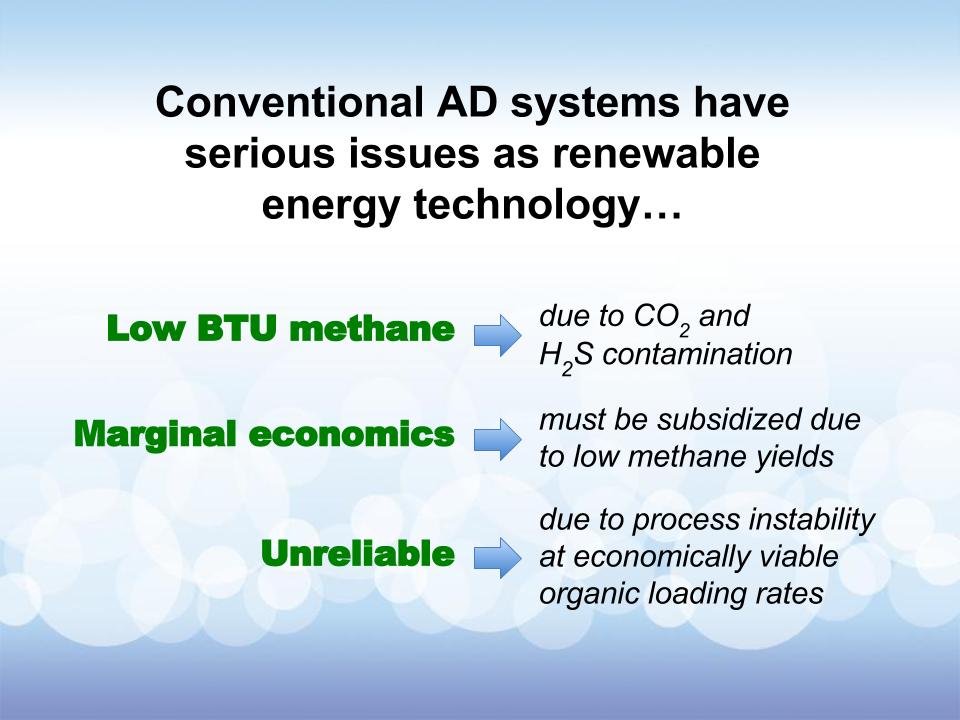 Conventional AD systems have
serious issues as renewable
energy technology…
Low BTU methane
due to CO2 and
H2S contamination
Marginal economics
must be subsidized due
to low methane yields
Unreliable
due to process instability
at economically viable
organic loading rates